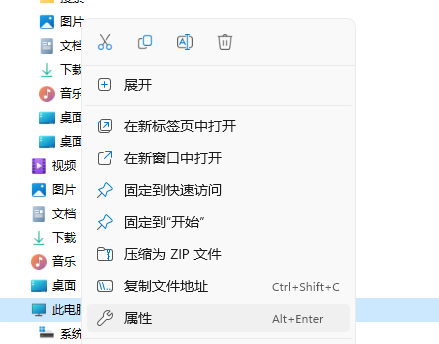 图片
文档
下载
音乐
桌面
桌面
视频
图片
文档
下载
音乐
桌面
此电脑
系统
展开
在新标签页中打开
在新窗口中打开
固定到快速访问
固定到“开始”
压缩为 ZIP 文件
复制文件地址 Ctrl+Shift+C
属性 Alt+Enter